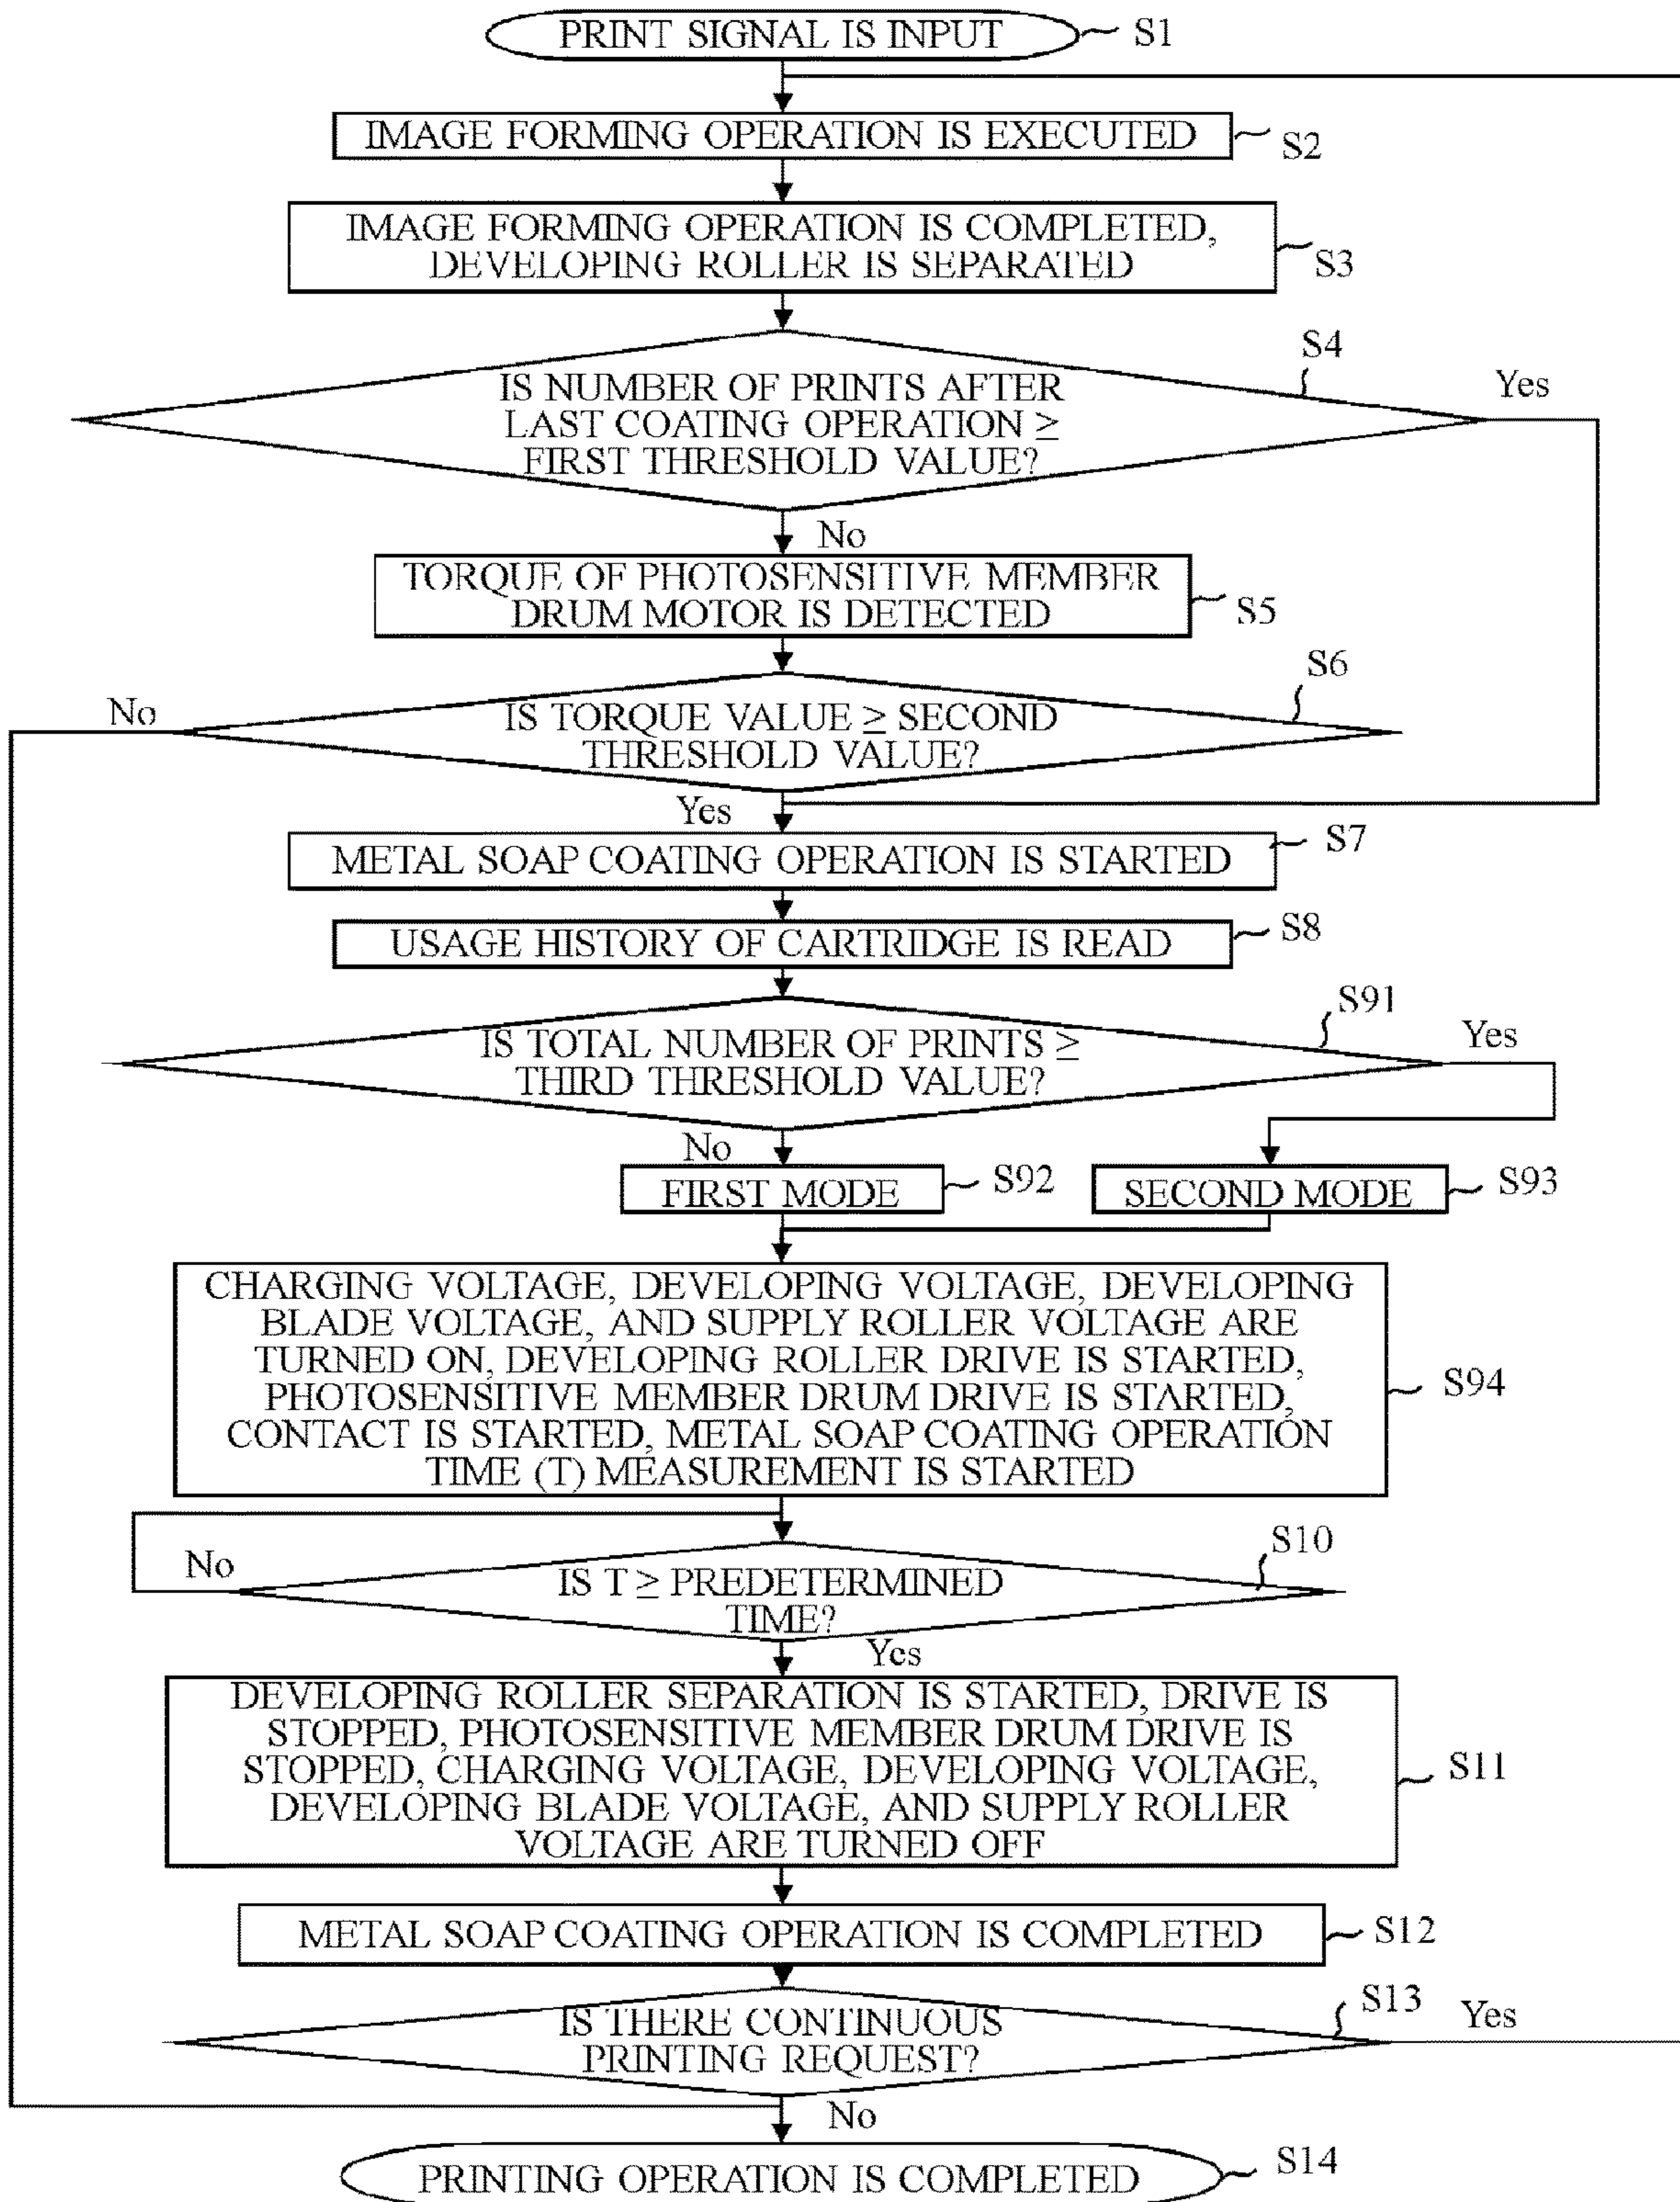 PRINT SIGNAL IS INPUT
S1
IMAGE FORMING OPERATION IS EXECUTED
S2
IMAGE FORMING OPERATION IS COMPLETED,
DEVELOPING ROLLER IS SEPARATED
S3
S4
IS NUMBER OF PRINTS AFTER
LAST COATING OPERATION ≥
FIRST THRESHOLD VALUE?
Yes
No
TORQUE OF PHOTOSENSITIVE MEMBER
DRUM MOTOR IS DETECTED
S5
S6
No
IS TORQUE VALUE ≥ SECOND
THRESHOLD VALUE?
Yes
METAL SOAP COATING OPERATION IS STARTED
S7
USAGE HISTORY OF CARTRIDGE IS READ
S8
S91
IS TOTAL NUMBER OF PRINTS ≥
THIRD THRESHOLD VALUE?
Yes
No
FIRST MODE
S92
SECOND MODE
S93
CHARGING VOLTAGE, DEVELOPING VOLTAGE, DEVELOPING
BLADE VOLTAGE, AND SUPPLY ROLLER VOLTAGE ARE
TURNED ON, DEVELOPING ROLLER DRIVE IS STARTED,
PHOTOSENSITIVE MEMBER DRUM DRIVE IS STARTED,
CONTACT IS STARTED, METAL SOAP COATING OPERATION
TIME (T) MEASUREMENT IS STARTED
S94
S10
No
IS T ≥ PREDETERMINED
TIME?
Yes
DEVELOPING ROLLER SEPARATION IS STARTED, DRIVE IS
STOPPED, PHOTOSENSITIVE MEMBER DRUM DRIVE IS
STOPPED, CHARGING VOLTAGE, DEVELOPING VOLTAGE,
DEVELOPING BLADE VOLTAGE, AND SUPPLY ROLLER
VOLTAGE ARE TURNED OFF
S11
METAL SOAP COATING OPERATION IS COMPLETED
S12
S13
IS THERE CONTINUOUS
PRINTING REQUEST?
Yes
No
PRINTING OPERATION IS COMPLETED
S14